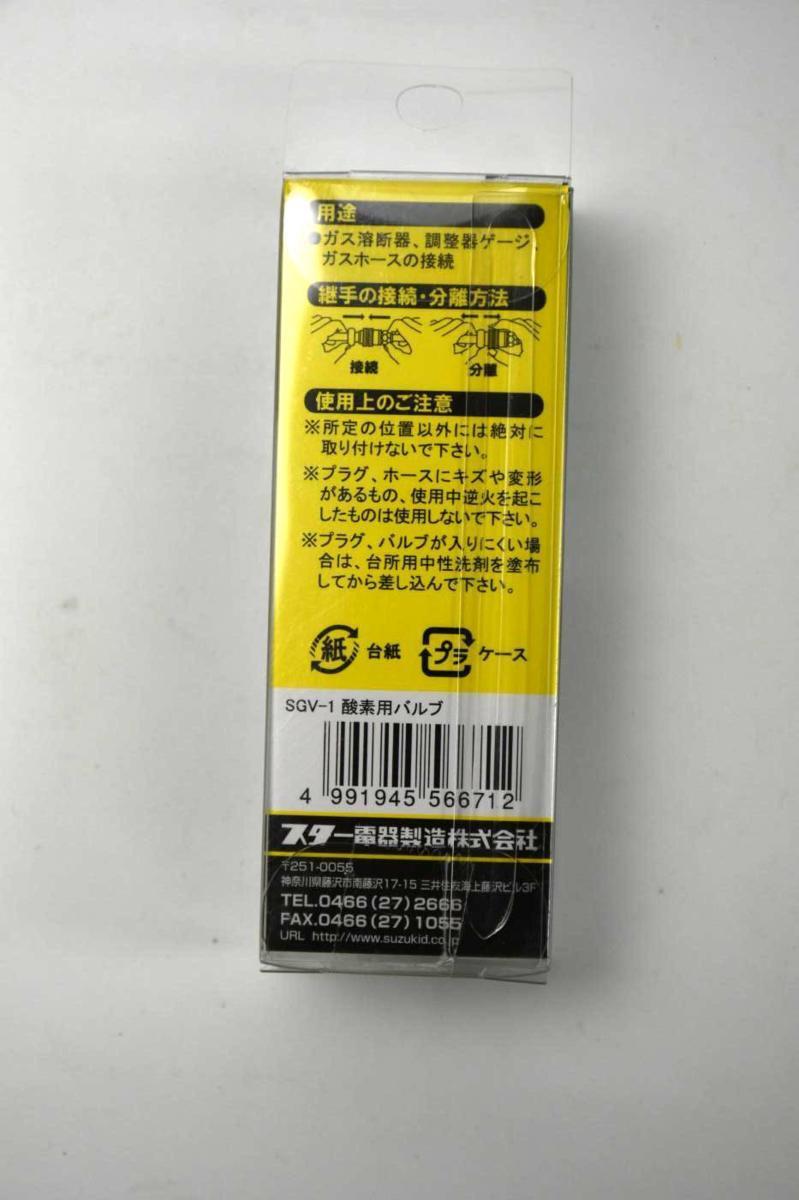 用途
●ガス溶断器、調整器ゲージ
ガスホースの接続
継手の接続・分離方法
接続
分離
使用上のご注意
※所定の位置以外には絶対に
取り付けないで下さい。
※プラグ、ホースにキズや変形
があるもの、使用中逆火を起こ
したものは使用しないで下さい。
※プラグ、バルブが入りにくい場
合は、台所用中性洗剤を塗布
してから差し込んで下さい。
紙 台紙 プラ ケース
SGV-1 酸素用バルブ
4 991945 566712
スター電器製造株式会社
〒251-0055
神奈川県藤沢市南藤沢17-15 三井住友海上藤沢ビル3F
TEL.0466(27)2666
FAX.0466(27)1055
URL http://www.suzukid.co.jp